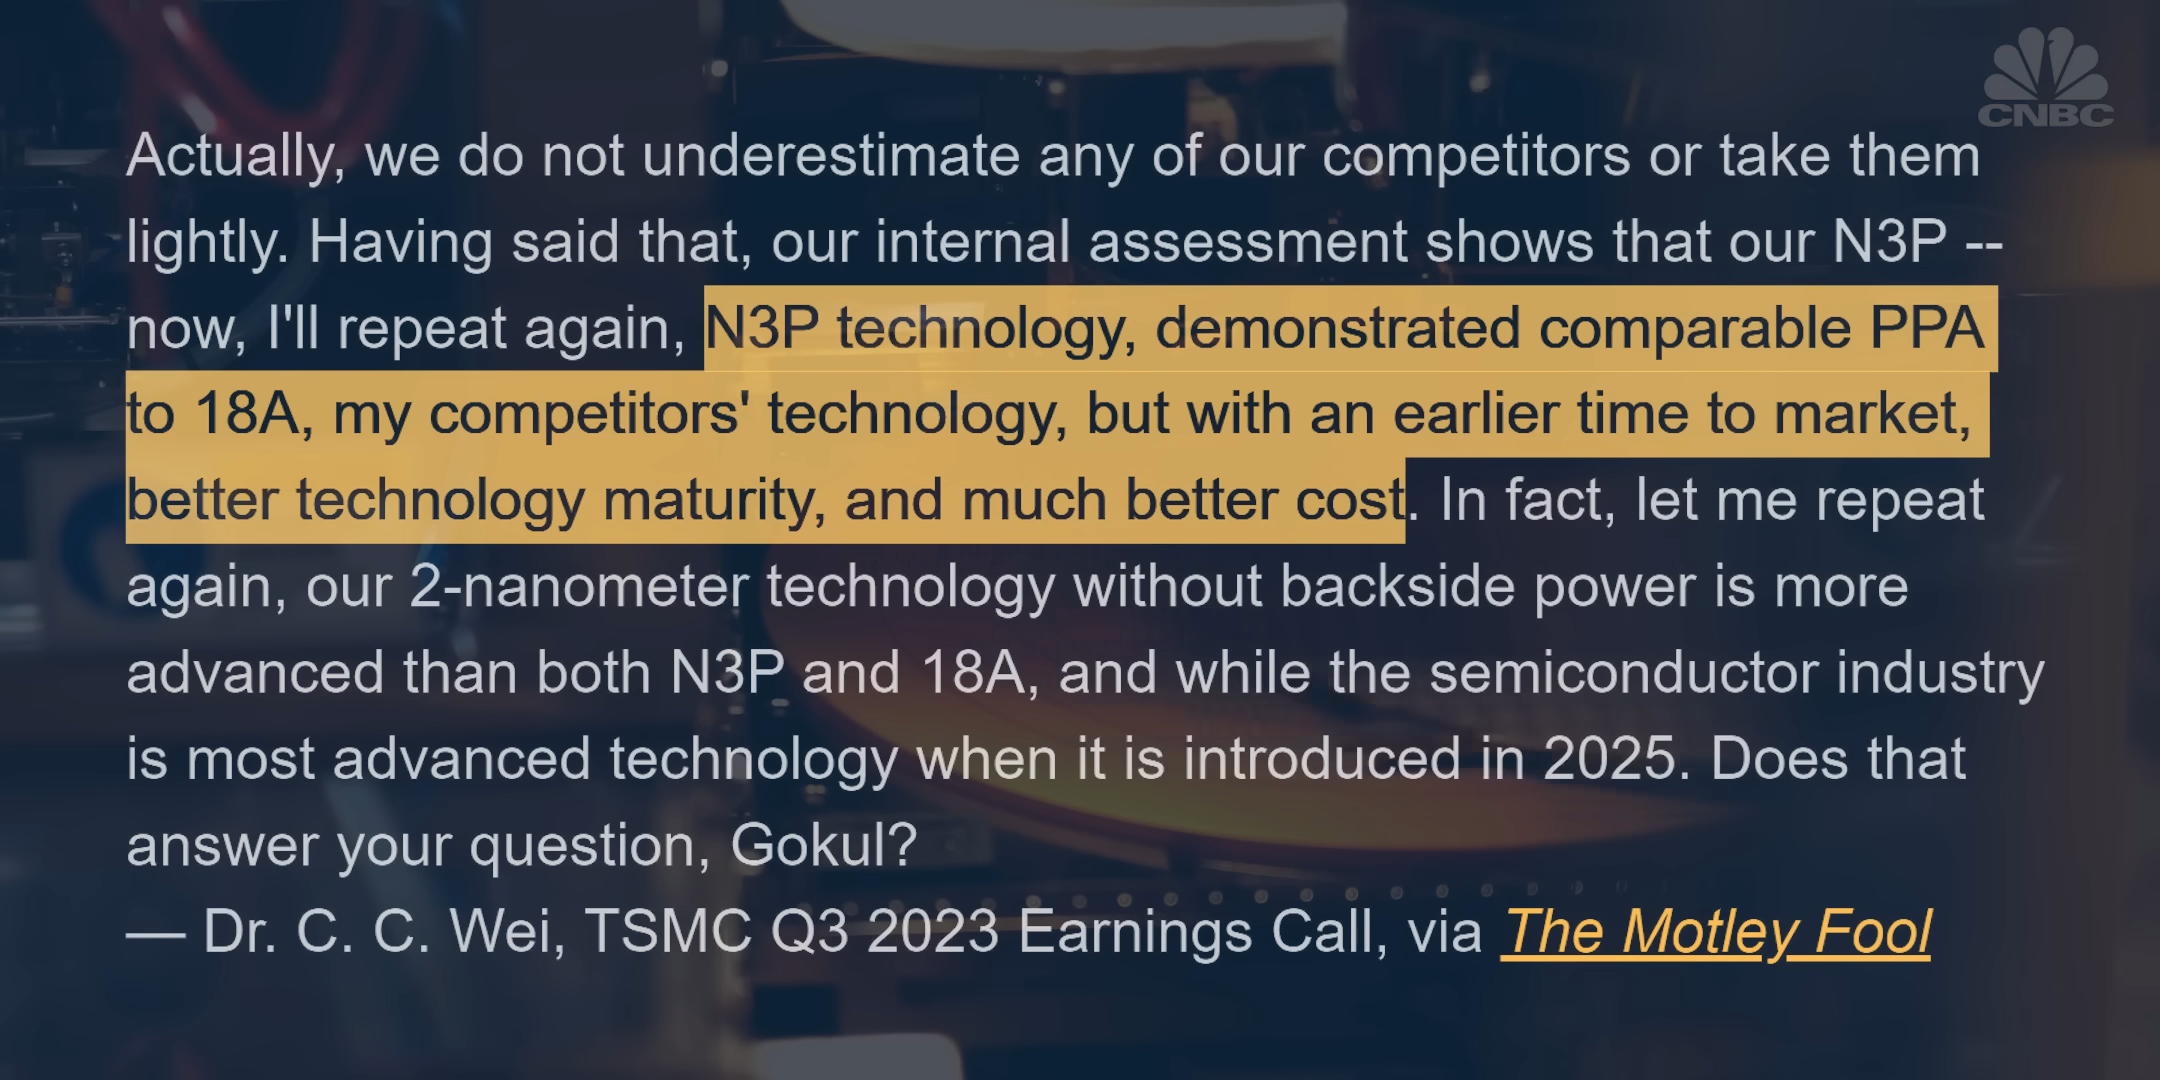 CNBC
Actually, we do not underestimate any of our competitors or take them
lightly. Having said that, our internal assessment shows that our N3P --
now, I'll repeat again, N3P technology, demonstrated comparable PPA
to 18A, my competitors' technology, but with an earlier time to market,
better technology maturity, and much better cost. In fact, let me repeat
again, our 2-nanometer technology without backside power is more
advanced than both N3P and 18A, and while the semiconductor industry
is most advanced technology when it is introduced in 2025. Does that
answer your question, Gokul?
— Dr. C. C. Wei, TSMC Q3 2023 Earnings Call, via The Motley Fool